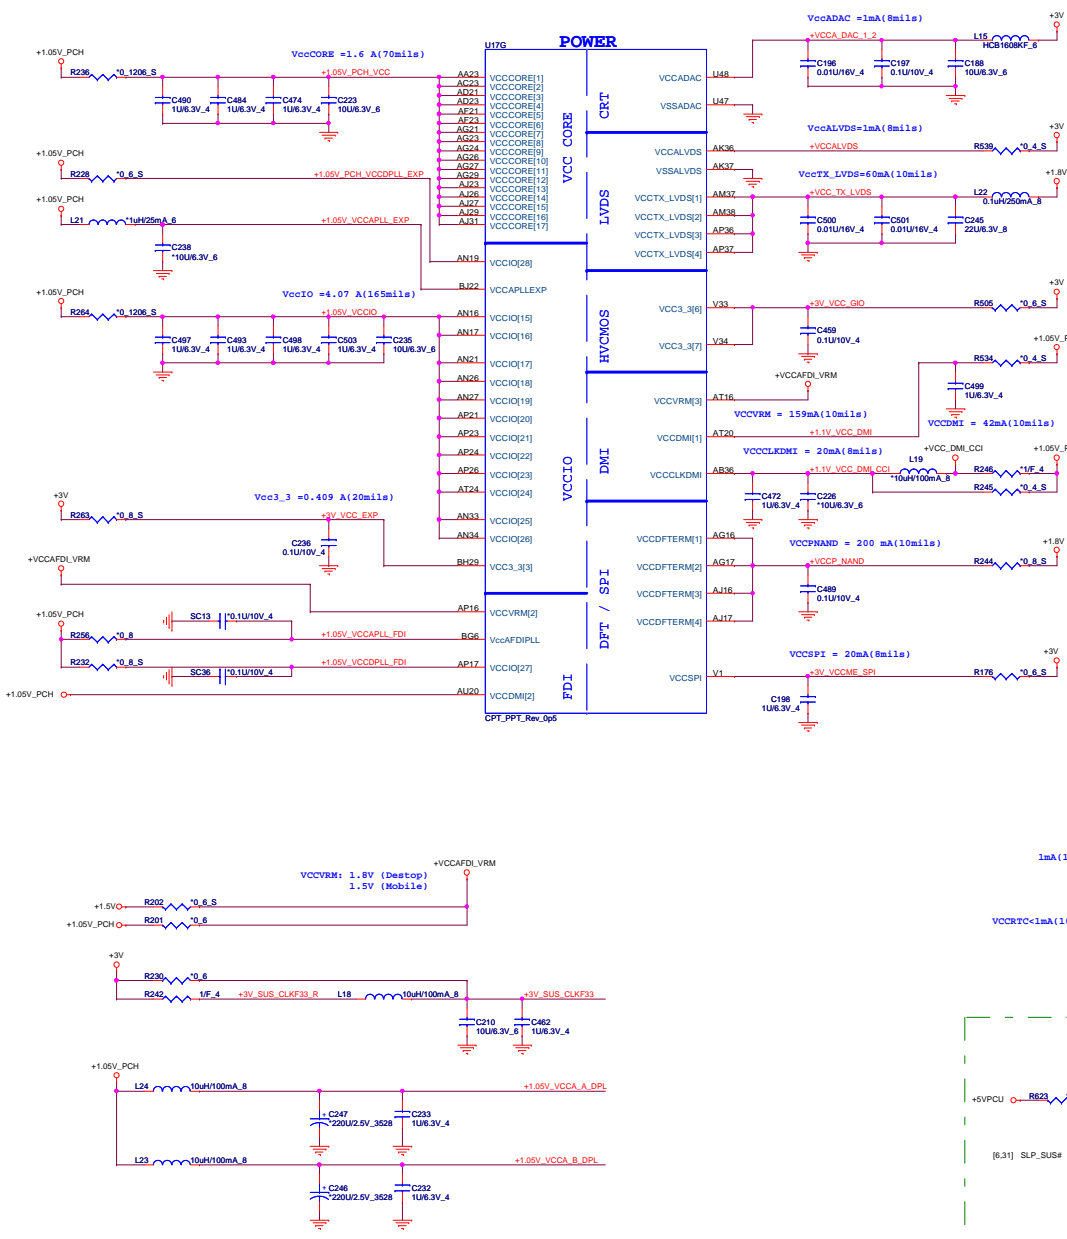 VccADAC =1mA(8mils)
+3V
+VCCA_DAC_1_2
L15
HCB1608KF_6
C196
0.01U/16V_4
C197
0.1U/10V_4
C188
10U/6.3V_6
POWER
U17G
+1.05V_PCH
VccCORE =1.6 A(70mils)
R236
*0_1206_S
+1.05V_PCH_VCC
C490
1U/6.3V_4
C484
1U/6.3V_4
C474
1U/6.3V_4
C223
10U/6.3V_6
AA23
AC23
AD21
AD23
AF21
AF23
AG21
AG23
AG24
AG26
AG27
AG29
AJ23
AJ26
AJ27
AJ29
AJ31
VCCCORE[1]
VCCCORE[2]
VCCCORE[3]
VCCCORE[4]
VCCCORE[5]
VCCCORE[6]
VCCCORE[7]
VCCCORE[8]
VCCCORE[9]
VCCCORE[10]
VCCCORE[11]
VCCCORE[12]
VCCCORE[13]
VCCCORE[14]
VCCCORE[15]
VCCCORE[16]
VCCCORE[17]
VCC CORE
CRT
VCCADAC
U48
VSSADAC
U47
LVDS
VccALVDS=1mA(8mils)
+3V
VCCALVDS
AK36
+VCCALVDS
R539
*0_4_S
VSSALVDS
AK37
VccTX_LVDS=60mA(10mils)
+1.8V
VCCTX_LVDS[1]
AM37
+VCC_TX_LVDS
L22
0.1uH/250mA_8
VCCTX_LVDS[2]
AM38
VCCTX_LVDS[3]
AP36
VCCTX_LVDS[4]
AP37
C500
0.01U/16V_4
C501
0.01U/16V_4
C245
22U/6.3V_8
+1.05V_PCH
R228
*0_6_S
+1.05V_PCH_VCCDPLL_EXP
+1.05V_PCH
L21
*1uH/25mA_6
+1.05V_VCCAPLL_EXP
C238
*10U/6.3V_6
AN19
VCCIO[28]
BJ22
VCCAPLLEXP
+1.05V_PCH
VccIO =4.07 A(165mils)
R264
*0_1206_S
+1.05V_VCCIO
C497
1U/6.3V_4
C493
1U/6.3V_4
C498
1U/6.3V_4
C503
1U/6.3V_4
C235
10U/6.3V_6
AN16
VCCIO[15]
AN17
VCCIO[16]
AN21
VCCIO[17]
AN26
VCCIO[18]
AN27
VCCIO[19]
AP21
VCCIO[20]
AP23
VCCIO[21]
AP24
VCCIO[22]
AP26
VCCIO[23]
AT24
VCCIO[24]
AN33
VCCIO[25]
AN34
VCCIO[26]
VCCIO
HVCMOS
VCC3_3[6]
V33
+3V_VCC_GIO
R505
*0_6_S
+3V
VCC3_3[7]
V34
C459
0.1U/10V_4
+VCCAFDI_VRM
R534
*0_4_S
+1.05V_P
C499
1U/6.3V_4
DMI
VCCVRM[3]
AT16
VCCVRM = 159mA(10mils)
VCCDMI = 42mA(10mils)
VCCDMI[1]
AT20
+1.1V_VCC_DMI
VCCCLKDMI = 20mA(8mils)
+VCC_DMI_CCI
+1.05V_P
VCCCLKDMI
AB36
+1.1V_VCC_DMI_CCI
L19
*10uH/100mA_8
R246
*1/F_4
R245
*0_4_S
C472
1U/6.3V_4
C226
*10U/6.3V_6
+3V
Vcc3_3 =0.409 A(20mils)
R263
*0_8_S
+3V_VCC_EXP
C236
0.1U/10V_4
BH29
VCC3_3[3]
+VCCAFDI_VRM
DFT / SPI
VCCDFTERM[1]
AG16
VCCDFTERM[2]
AG17
VCCDFTERM[3]
AJ16
VCCDFTERM[4]
AJ17
VCCPNAND = 200 mA(10mils)
+1.8V
+VCCP_NAND
R244
*0_8_S
C489
0.1U/10V_4
AP16
VCCVRM[2]
+1.05V_PCH
SC13
*0.1U/10V_4
R256
*0_8
+1.05V_VCCAPLL_FDI
BG6
VccAFDIPLL
R232
*0_8_S
+1.05V_VCCDPLL_FDI
SC36
*0.1U/10V_4
AP17
VCCIO[27]
+1.05V_PCH
AU20
VCCDMI[2]
FDI
VCCSPI = 20mA(8mils)
+3V
VCCSPI
V1
+3V_VCCME_SPI
R176
*0_6_S
C198
1U/6.3V_4
CPT_PPT_Rev_0p5
+VCCAFDI_VRM
VCCVRM: 1.8V (Destop)
1.5V (Mobile)
+1.5V
R202
*0_6_S
+1.05V_PCH
R201
*0_6
+3V
R230
*0_6
R242
1/F_4
+3V_SUS_CLKF33_R
L18
10uH/100mA_8
+3V_SUS_CLKF33
C210
10U/6.3V_6
C462
1U/6.3V_4
+1.05V_PCH
L24
10uH/100mA_8
+1.05V_VCCA_A_DPL
C247
*220U/2.5V_3528
C233
1U/6.3V_4
L23
10uH/100mA_8
+1.05V_VCCA_B_DPL
C246
*220U/2.5V_3528
C232
1U/6.3V_4
1mA(1
VCCRTC<1mA(10
+5VPCU
R623
[6,31] SLP_SUS#